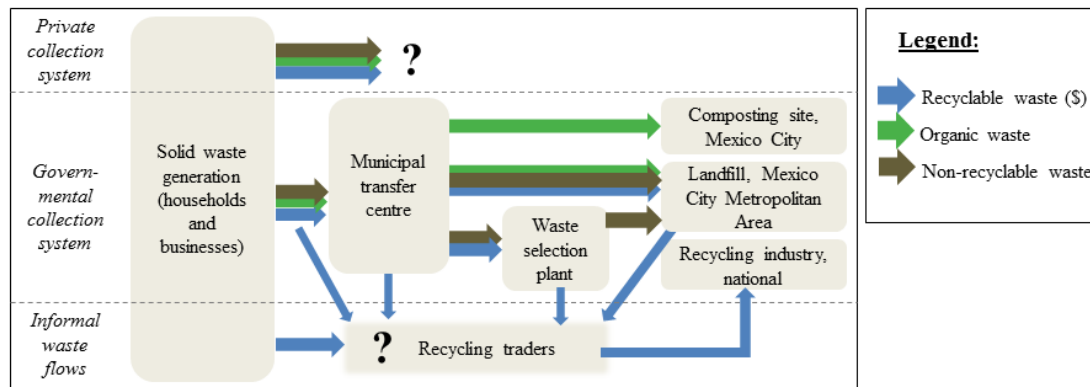 Private
collection
system
?
Legend:
Recyclable waste ($)
Organic waste
Non-recyclable waste
Govern-
mental
collection
system
Solid waste
generation
(households
and
businesses)
Municipal
transfer
centre
Composting site,
Mexico City
Landfill, Mexico
City Metropolitan
Area
Waste
selection
plant
Recycling industry,
national
Informal
waste
flows
? Recycling traders